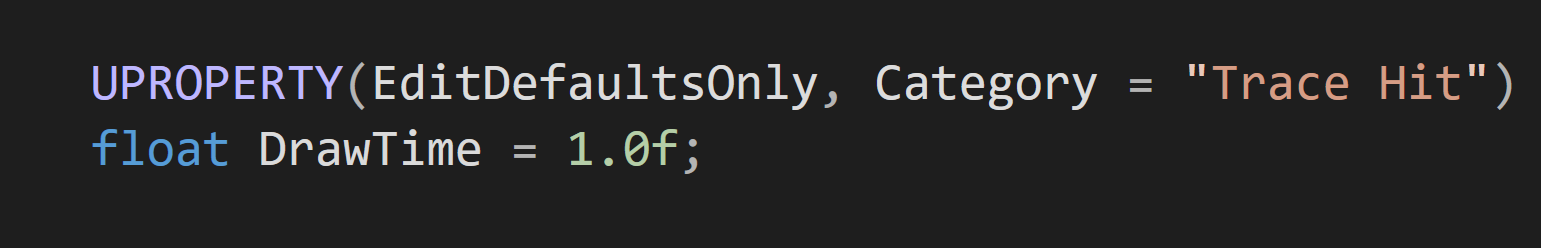 UPROPERTY(EditDefaultsOnly, Category = "Trace Hit")
float DrawTime = 1.0f;